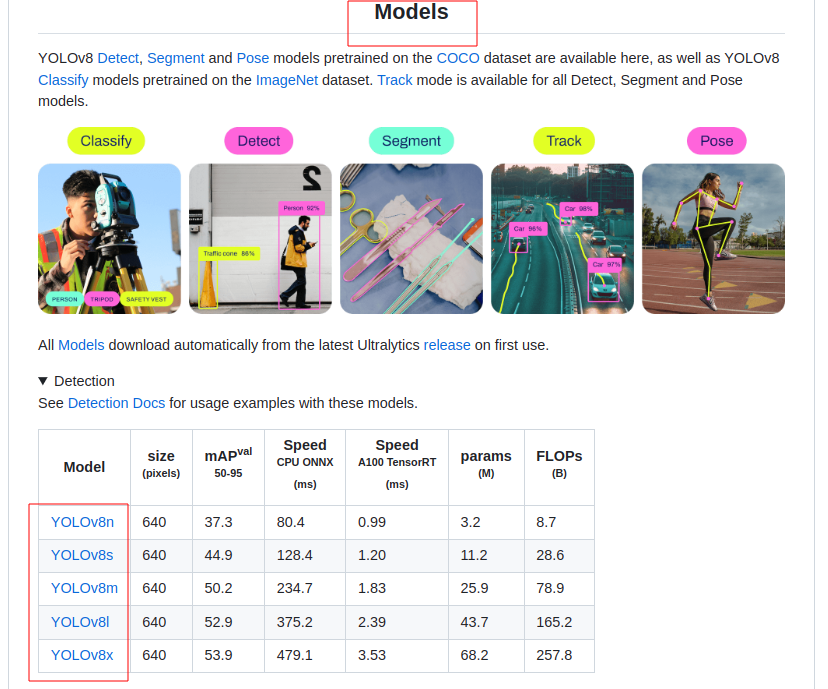 Models
YOLOv8 Detect, Segment and Pose models pretrained on the COCO dataset are available here, as well as YOLOv8
Classify models pretrained on the ImageNet dataset. Track mode is available for all Detect, Segment and Pose
models.
Classify Detect Segment Track Pose
2
Person 92%
Car 98%
Car 96%
Traffic cone 86%
Car 97%
PERSON TRIPOD SAFETY VEST
All Models download automatically from the latest Ultralytics release on first use.
▼ Detection
See Detection Docs for usage examples with these models.
Model size (pixels) mAPval 50-95 Speed CPU ONNX (ms) Speed A100 TensorRT (ms) params (M) FLOPs (B)
YOLOv8n 640 37.3 80.4 0.99 3.2 8.7
YOLOv8s 640 44.9 128.4 1.20 11.2 28.6
YOLOv8m 640 50.2 234.7 1.83 25.9 78.9
YOLOv8l 640 52.9 375.2 2.39 43.7 165.2
YOLOv8x 640 53.9 479.1 3.53 68.2 257.8